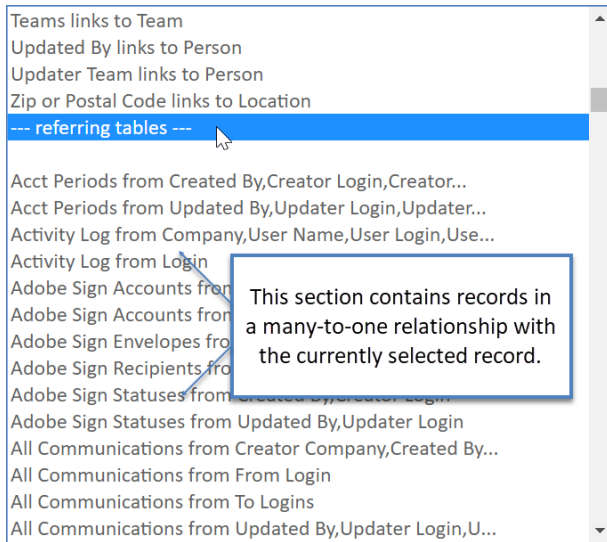 Teams links to Team
Updated By links to Person
Updater Team links to Person
Zip or Postal Code links to Location
--- referring tables ---
Acct Periods from Created By,Creator Login,Creator...
Acct Periods from Updated By,Updater Login,Updater...
Activity Log from Company,User Name,User Login,Use...
Activity Log from Login
Adobe Sign Accounts from
Adobe Sign Accounts from
Adobe Sign Envelopes fro
Adobe Sign Recipients fro
Adobe Sign Statuses from Created By,Creator Login
Adobe Sign Statuses from Updated By,Updater Login
All Communications from Creator Company,Created By...
All Communications from From Login
All Communications from To Logins
All Communications from Updated By,Updater Login,U...
This section contains records in
a many-to-one relationship with
the currently selected record.